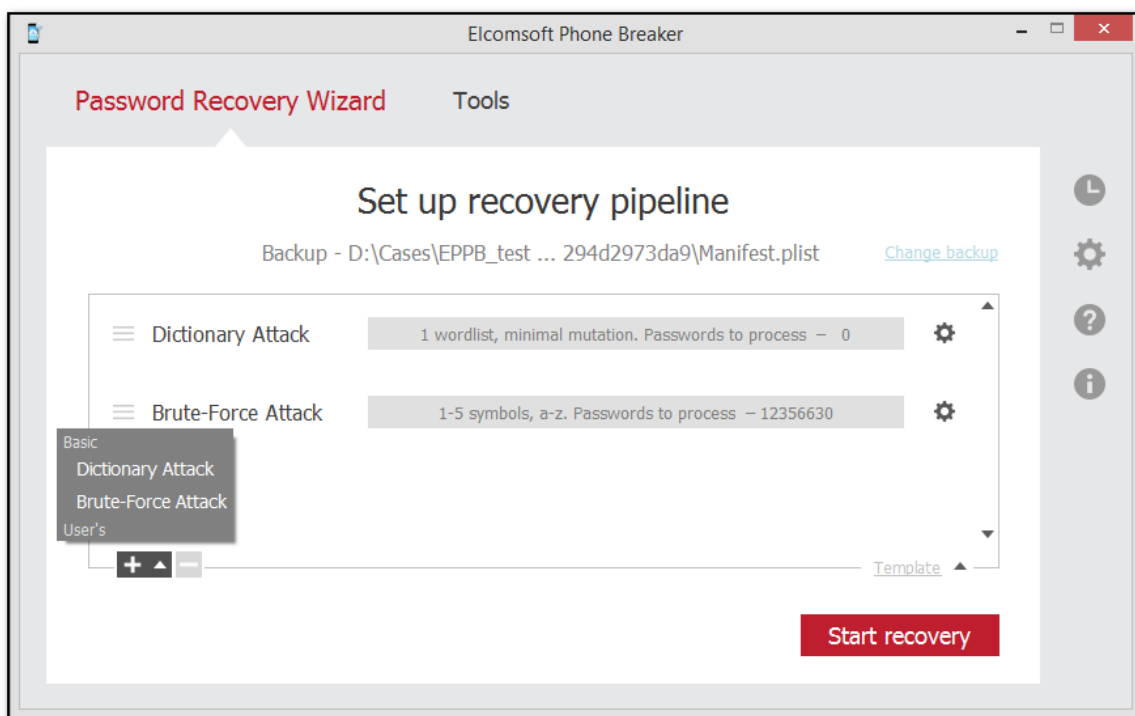 Elcomsoft Phone Breaker
Password Recovery Wizard Tools
Set up recovery pipeline
Backup - D:\Cases\EPPB_test ... 294d2973da9\Manifest.plist Change backup
Dictionary Attack 1 wordlist, minimal mutation. Passwords to process – 0
Brute-Force Attack 1-5 symbols, a-z. Passwords to process – 12356630
Basic
Dictionary Attack
Brute-Force Attack
User's
Template
Start recovery